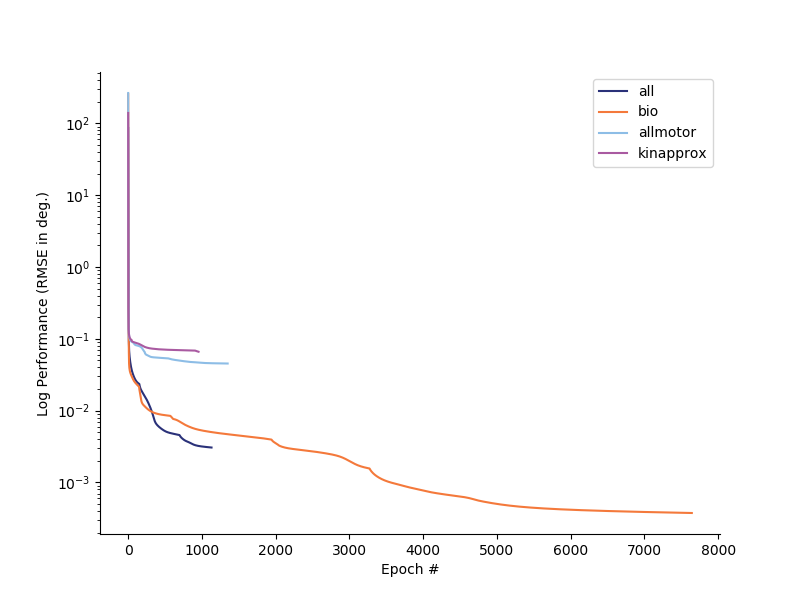 all
bio
allmotor
kinapprox
Log Performance (RMSE in deg.)
10²
10¹
10⁰
10⁻¹
10⁻²
10⁻³
0 1000 2000 3000 4000 5000 6000 7000 8000
Epoch #